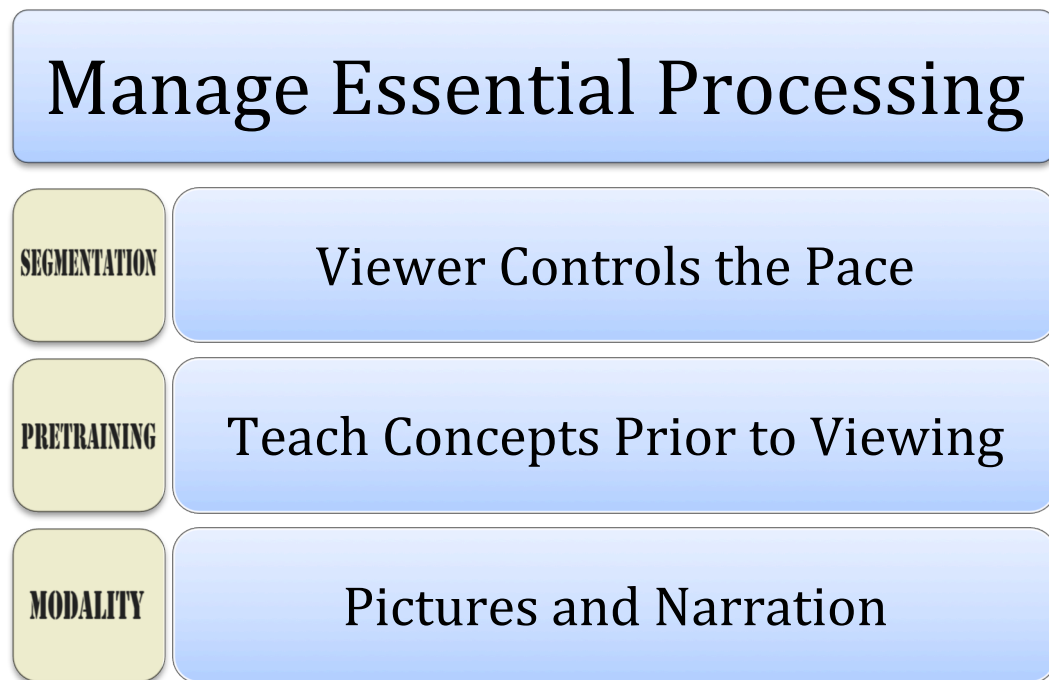 Manage Essential Processing
SEGMENTATION
Viewer Controls the Pace
PRETRAINING
Teach Concepts Prior to Viewing
MODALITY
Pictures and Narration